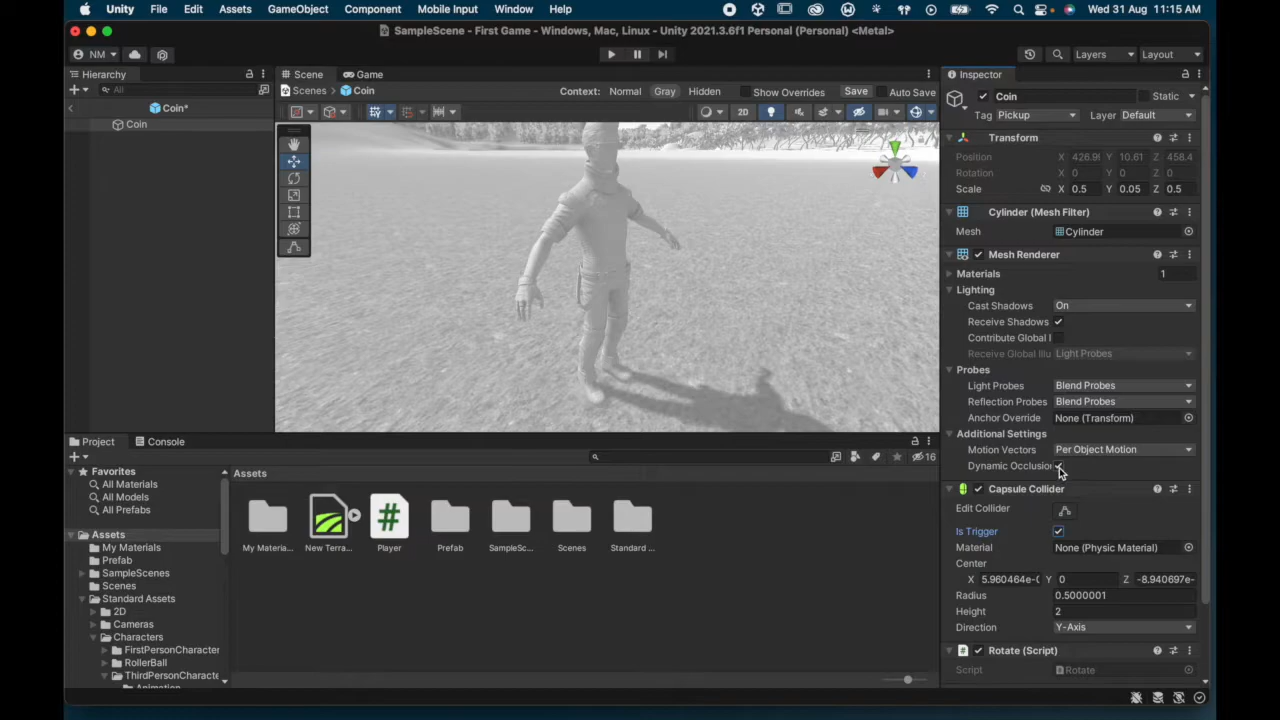 Unity File Edit Assets GameObject Component Mobile Input Window Help Wed 31 Aug 11:15 AM
SampleScene - First Game - Windows, Mac, Linux - Unity 2021.3.6f1 Personal (Personal) <Metal>
NM Layers Layout
Hierarchy
All
Coin*
Coin
Scene Game
Scenes Coin Context: Normal Gray Hidden Show Overrides Save Auto Save
2D
Inspector
Coin Static
Tag Pickup Layer Default
Transform
Position X 426.9 Y 10.61 Z 458.4
Rotation X 0 Y 0 Z 0
Scale X 0.5 Y 0.05 Z 0.5
Cylinder (Mesh Filter)
Mesh Cylinder
Mesh Renderer
Materials 1
Lighting
Cast Shadows On
Receive Shadows
Contribute Global I
Receive Global Illu Light Probes
Probes
Light Probes Blend Probes
Reflection Probes Blend Probes
Anchor Override None (Transform)
Additional Settings
Motion Vectors Per Object Motion
Dynamic Occlusion
Capsule Collider
Edit Collider
Is Trigger
Material None (Physic Material)
Center
X 5.960464e-( Y 0 Z -8.940697e-
Radius 0.5000001
Height 2
Direction Y-Axis
Rotate (Script)
Script Rotate
Project Console
16
Favorites
All Materials
All Models
All Prefabs
Assets
My Materials
Prefab
SampleScenes
Scenes
Standard Assets
2D
Cameras
Characters
FirstPersonCharacter
RollerBall
ThirdPersonCharacte
Animation
Assets
My Materia... New Terra... Player Prefab SampleSc... Scenes Standard ...